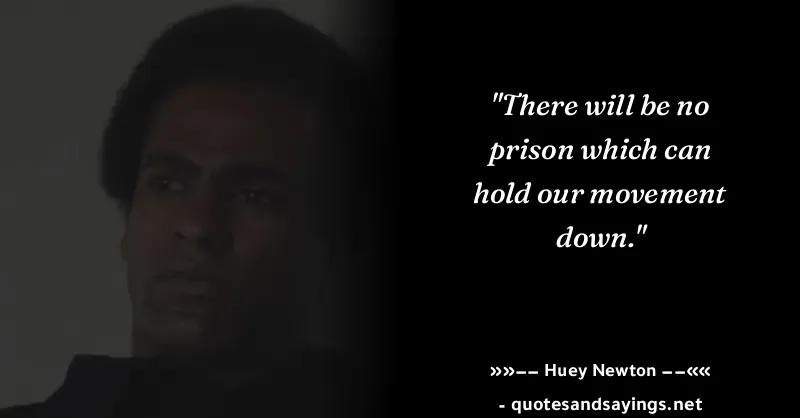 "There will be no
prison which can
hold our movement
down."
»»−− Huey Newton −−««
- quotesandsayings.net